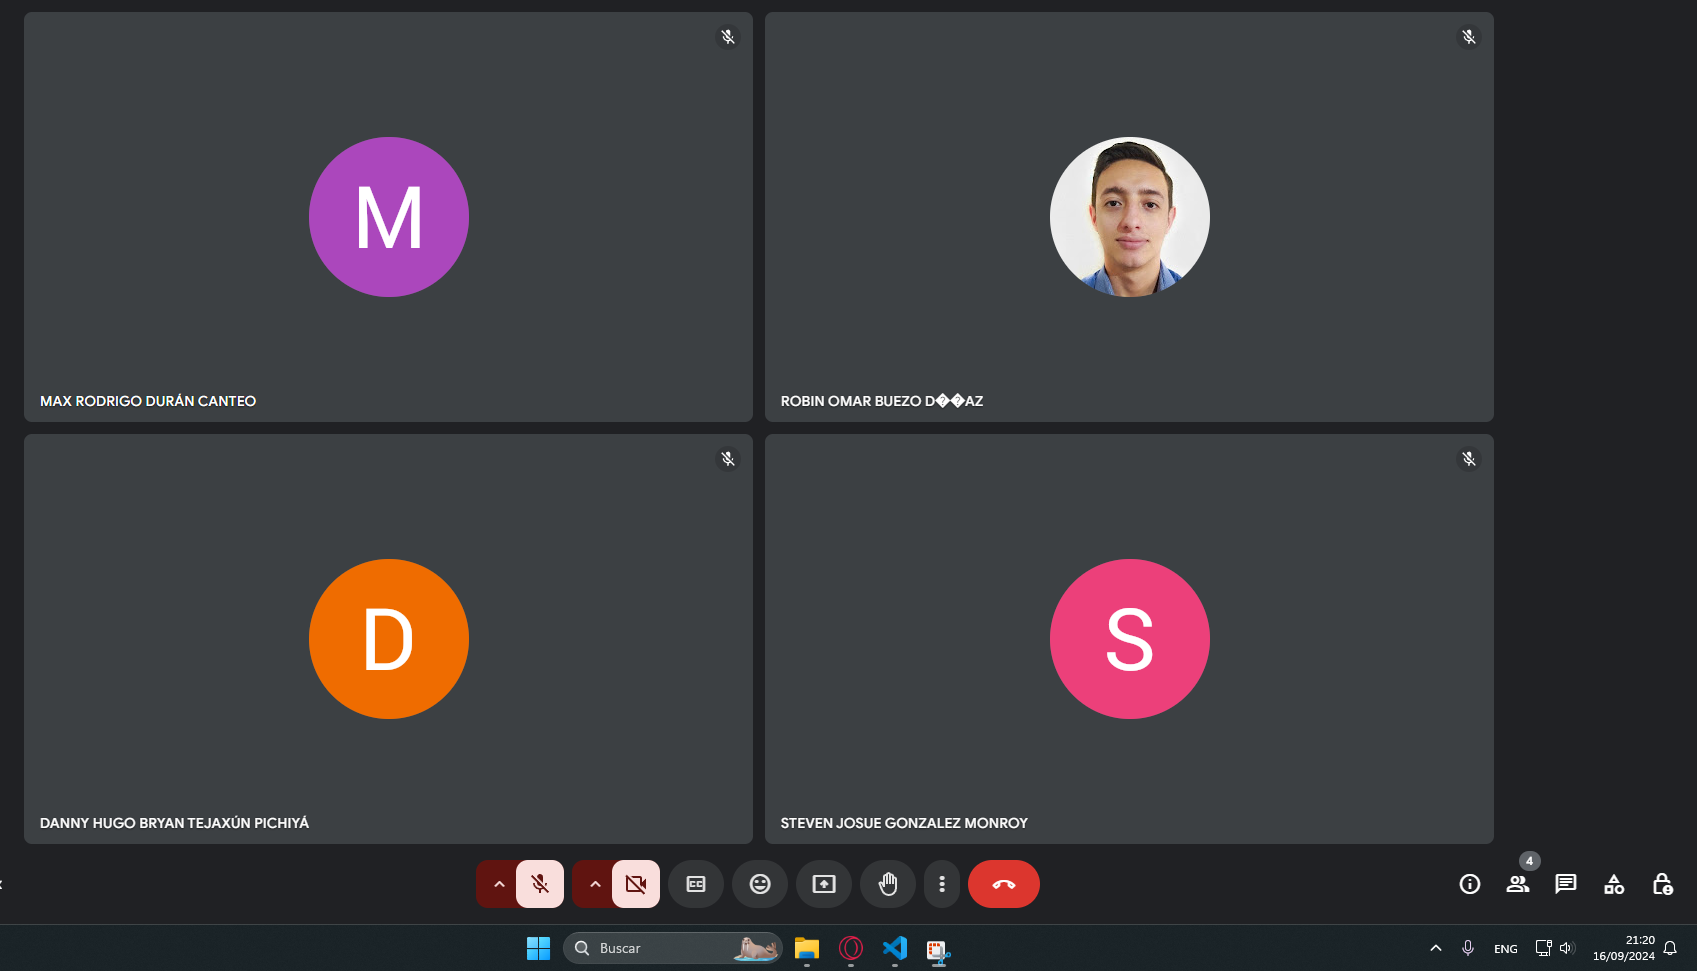 M
MAX RODRIGO DURÁN CANTEO
ROBIN OMAR BUEZO D��AZ
D
S
DANNY HUGO BRYAN TEJAXÚN PICHIYÁ
STEVEN JOSUE GONZALEZ MONROY
CC
4
Buscar
ENG
21:20
16/09/2024